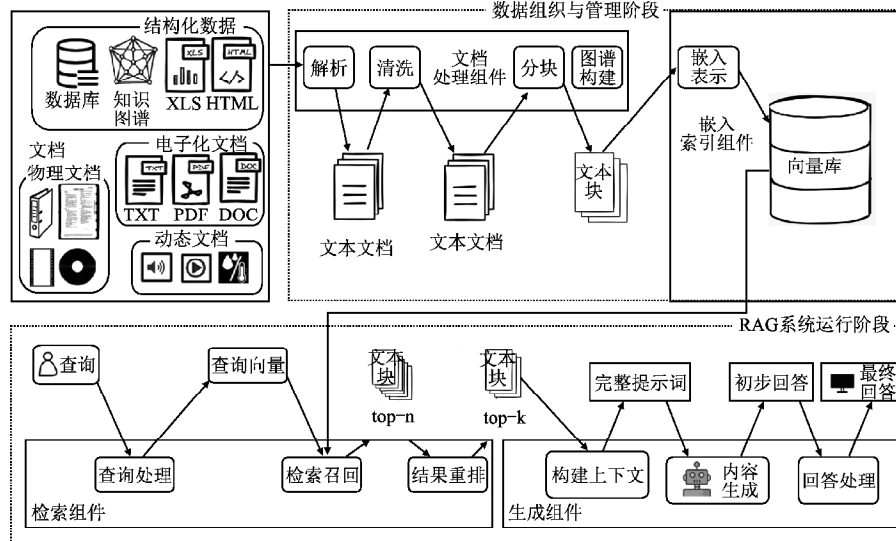 结构化数据
XLS
HTML
数据库
知识
图谱
XLS
HTML
文档
物理文档
电子化文档
TXT
PDF
DOC
TXT
PDF
DOC
动态文档
数据组织与管理阶段
解析
清洗
文档
处理组件
分块
图谱
构建
文本文档
文本文档
文本
块
嵌入
表示
嵌入
索引组件
向量库
RAG系统运行阶段
查询
查询向量
文本
块
top-n
文本
块
top-k
完整提示词
初步回答
最终
回答
查询处理
检索召回
结果重排
检索组件
构建上下文
内容
生成
回答处理
生成组件